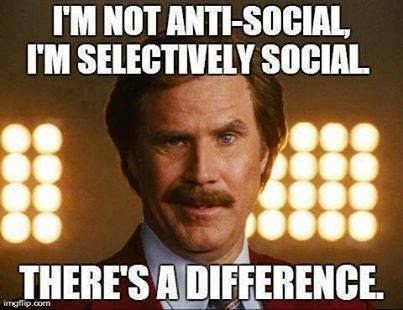 I'M NOT ANTI-SOCIAL,
I'M SELECTIVELY SOCIAL.
THERE'S A DIFFERENCE.
imgflip.com